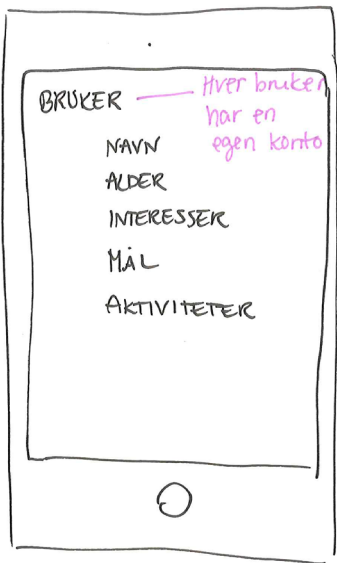 BRUKER
Hver bruker
har en
egen konto
NAVN
ALDER
INTERESSER
MÅL
AKTIVITETER